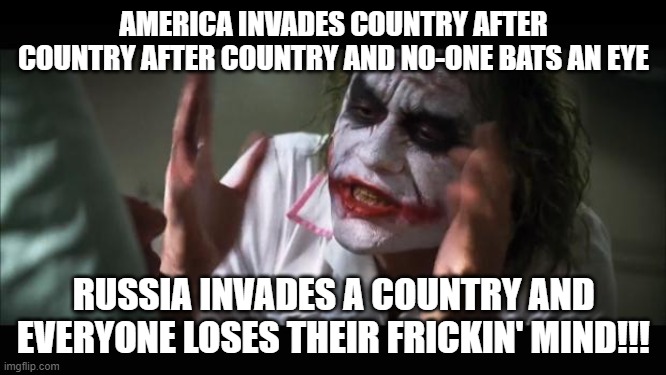 AMERICA INVADES COUNTRY AFTER
COUNTRY AFTER COUNTRY AND NO-ONE BATS AN EYE
RUSSIA INVADES A COUNTRY AND
EVERYONE LOSES THEIR FRICKIN' MIND!!!
imgflip.com